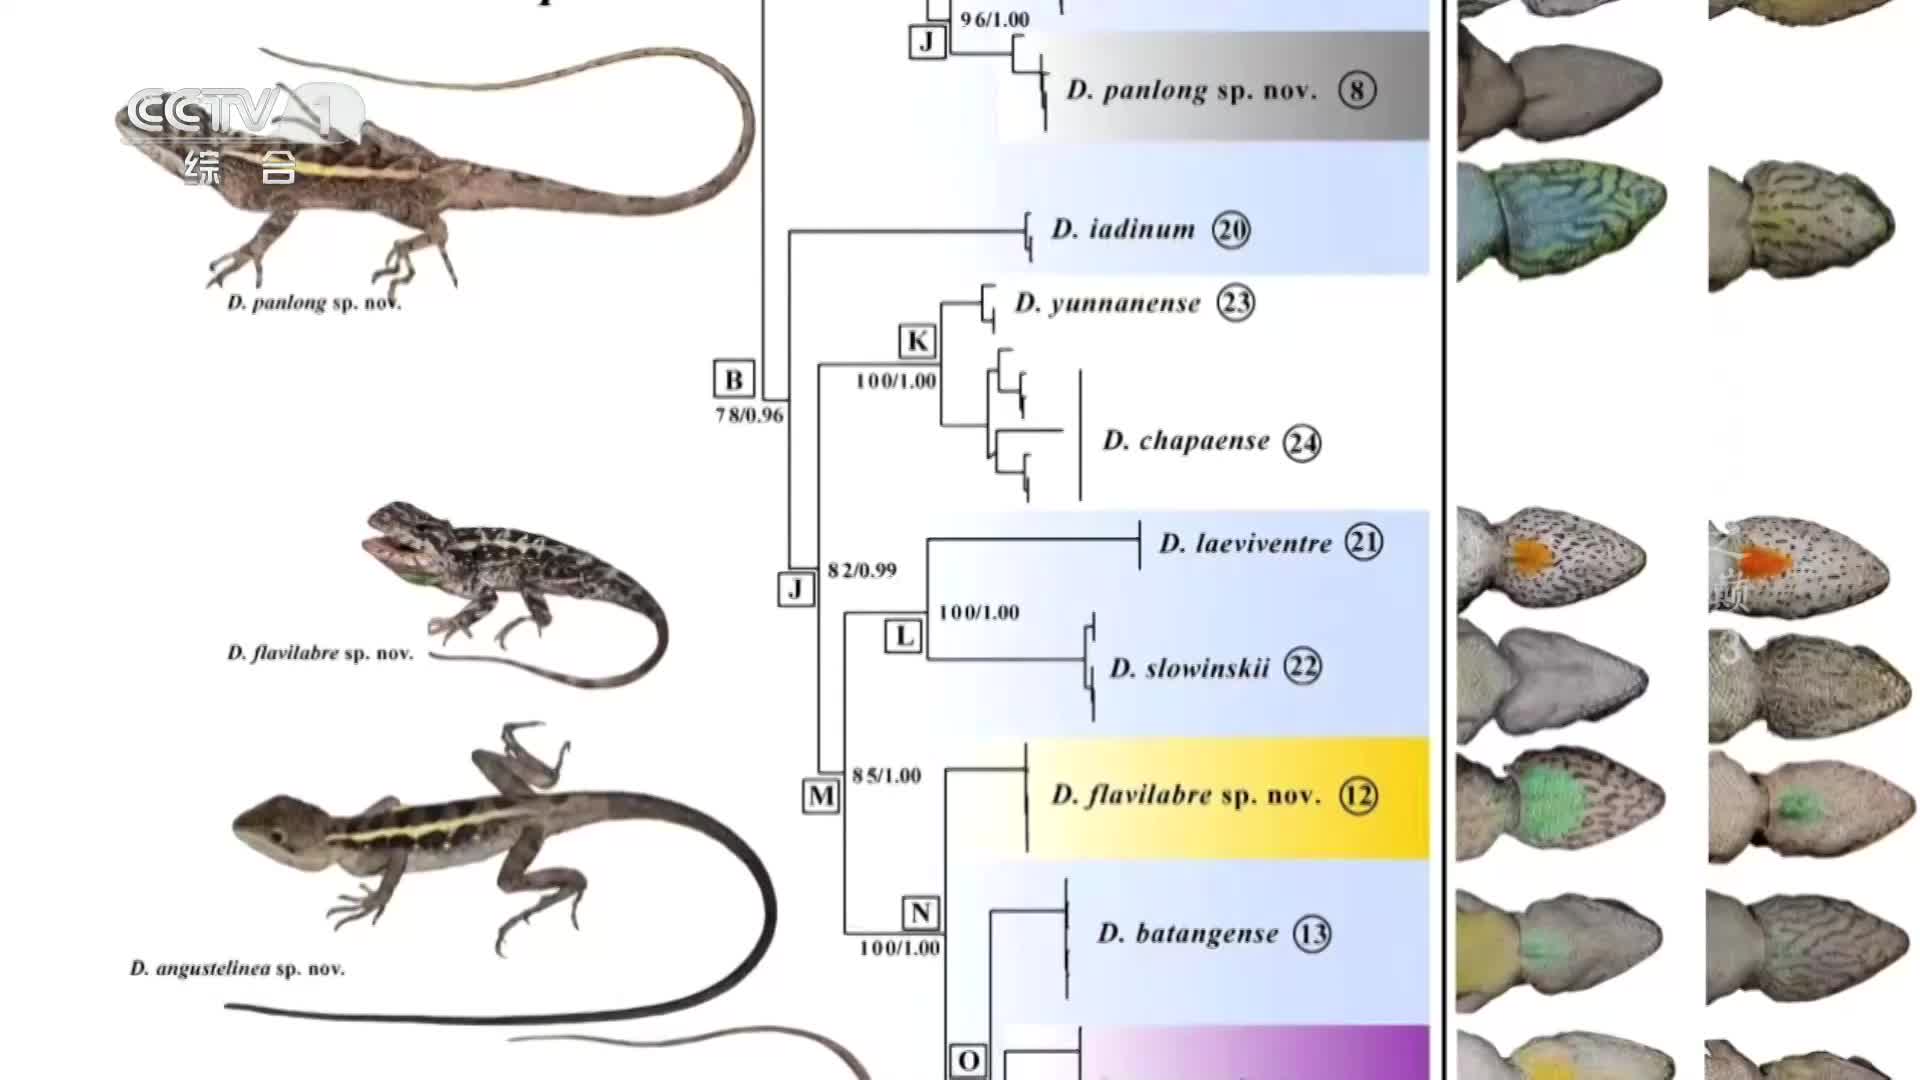 CCTV 1
综 合
96/1.00
J
D. panlong sp. nov. 8
D. iadinum 20
D. panlong sp. nov.
D. yunnanense 23
K
100/1.00
B
78/0.96
D. chapaense 24
D. laeviventre 21
82/0.99
J
100/1.00
L
D. flavilabre sp. nov.
D. slowinskii 22
85/1.00
M
D. flavilabre sp. nov. 12
N
100/1.00
D. batangense 13
D. angustelinea sp. nov.
O